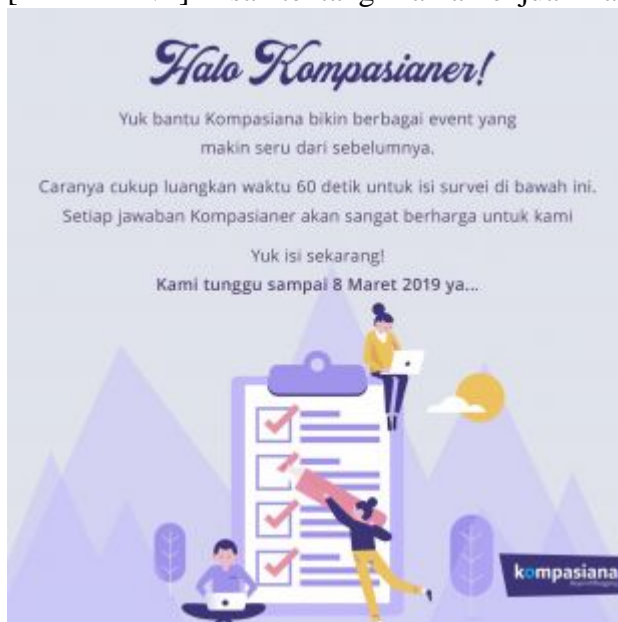 Halo Kompasianer!
Yuk bantu Kompasiana bikin berbagai event yang
makin seru dari sebelumnya.
Caranya cukup luangkan waktu 60 detik untuk isi survei di bawah ini.
Setiap jawaban Kompasianer akan sangat berharga untuk kami
Yuk isi sekarang!
Kami tunggu sampai 8 Maret 2019 ya...
kompasiana